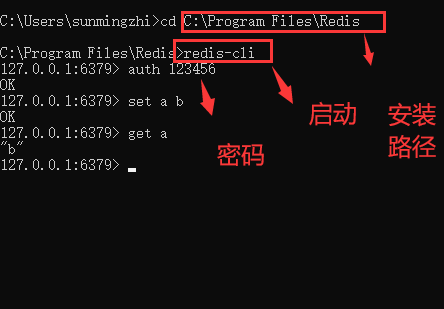 C:\Users\sunmingzhi>cd C:\Program Files\Redis
C:\Program Files\Redis>redis-cli
127.0.0.1:6379> auth 123456
OK
127.0.0.1:6379> set a b
OK
127.0.0.1:6379> get a
"b"
127.0.0.1:6379>
密码
启动
安装
路径